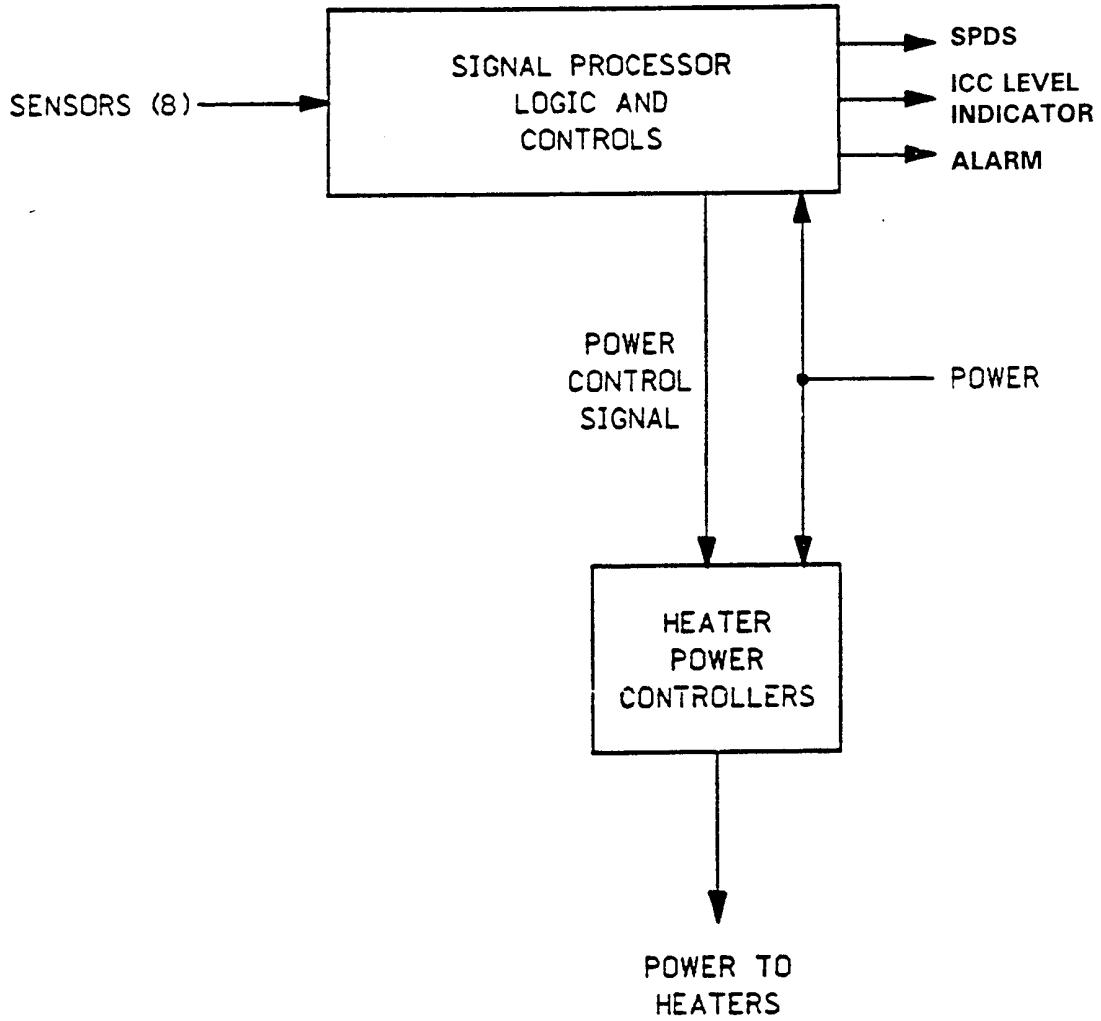 SIGNAL PROCESSOR
LOGIC AND
CONTROLS
SENSORS (8)
SPDS
ICC LEVEL
INDICATOR
ALARM
POWER
CONTROL
SIGNAL
POWER
HEATER
POWER
CONTROLLERS
POWER TO
HEATERS